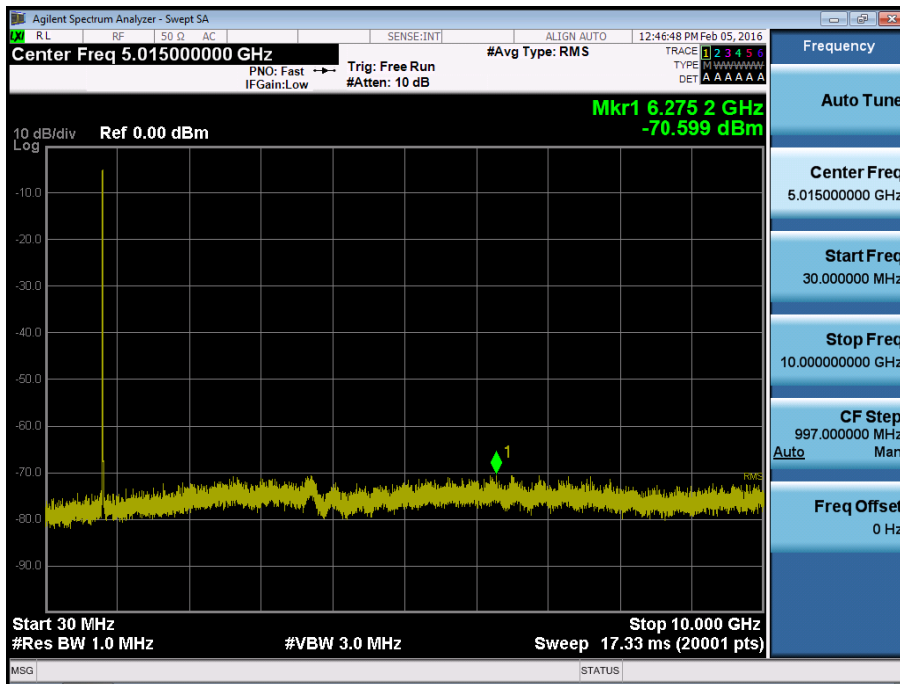 Agilent Spectrum Analyzer - Swept SA
LXI RL RF 50 Ω AC SENSE:INT ALIGN AUTO 12:46:48 PM Feb 05, 2016
Center Freq 5.015000000 GHz
PNO: Fast
IFGain:Low
Trig: Free Run
#Atten: 10 dB
#Avg Type: RMS
TRACE 1 2 3 4 5 6
TYPE M WWWWW
DET A A A A A A
Mkr1 6.275 2 GHz
-70.599 dBm
10 dB/div Ref 0.00 dBm
Log
-10.0
-20.0
-30.0
-40.0
-50.0
-60.0
-70.0
-80.0
-90.0
1
RMS
Start 30 MHz Stop 10.000 GHz
#Res BW 1.0 MHz #VBW 3.0 MHz Sweep 17.33 ms (20001 pts)
MSG STATUS
Frequency
Auto Tune
Center Freq
5.015000000 GHz
Start Freq
30.000000 MHz
Stop Freq
10.000000000 GHz
CF Step
997.000000 MHz
Auto Man
Freq Offset
0 Hz